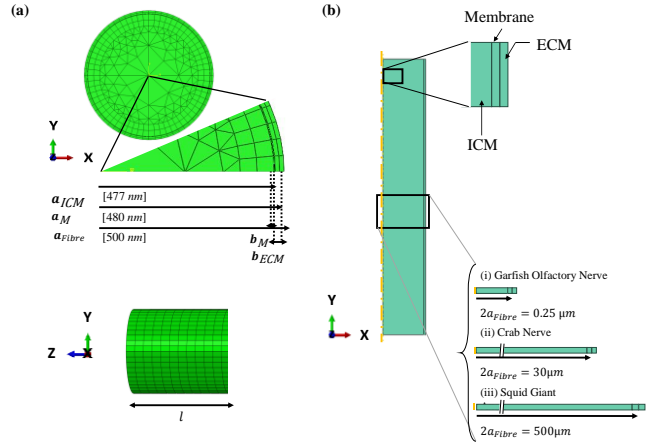 (a)
Y
X
a_ICM [477 nm]
a_M [480 nm]
a_Fibre [500 nm]
b_M
b_ECM
Y
Z X
l
(b)
Membrane
ECM
ICM
Y
X
(i) Garfish Olfactory Nerve
2a_Fibre = 0.25 μm
(ii) Crab Nerve
2a_Fibre = 30μm
(iii) Squid Giant
2a_Fibre = 500μm